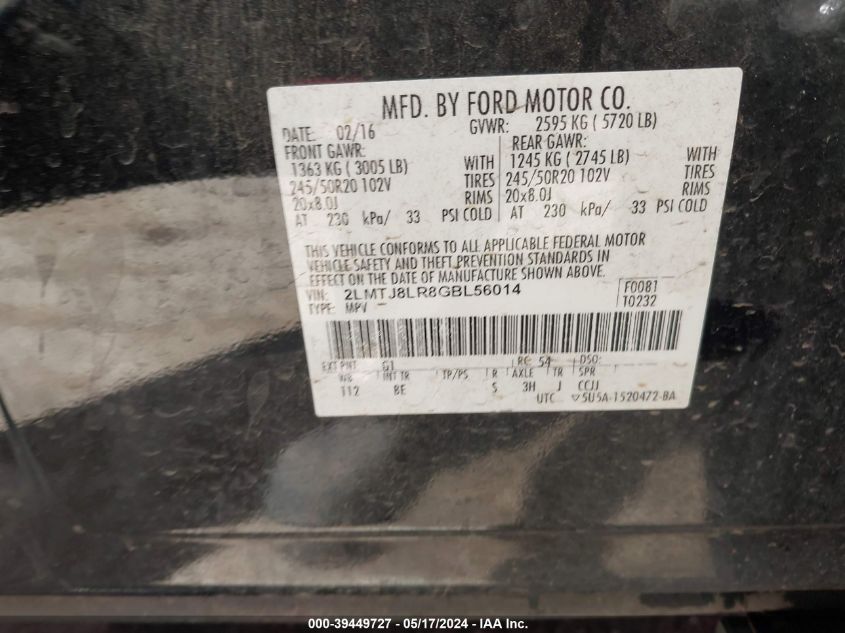 MFD. BY FORD MOTOR CO.
DATE: 02/16 GVWR: 2595 KG ( 5720 LB)
FRONT GAWR: REAR GAWR:
1363 KG ( 3005 LB) WITH 1245 KG ( 2745 LB) WITH
245/50R20 102V TIRES 245/50R20 102V TIRES
20x8.0J RIMS 20x8.0J RIMS
AT 230 kPa/ 33 PSI COLD AT 230 kPa/ 33 PSI COLD
THIS VEHICLE CONFORMS TO ALL APPLICABLE FEDERAL MOTOR
VEHICLE SAFETY AND THEFT PREVENTION STANDARDS IN
EFFECT ON THE DATE OF MANUFACTURE SHOWN ABOVE.
VIN: 2LMTJ8LR8GBL56014 F0081
TYPE: MPV T0232
EXT PNT: G1 RC: 54 DSO:
WB INT TR TP/PS R AXLE TR SPR
112 BE 5 3H J CCJJ
UTC ▽5U5A-1520472-BA
000-39449727 - 05/17/2024 - IAA Inc.